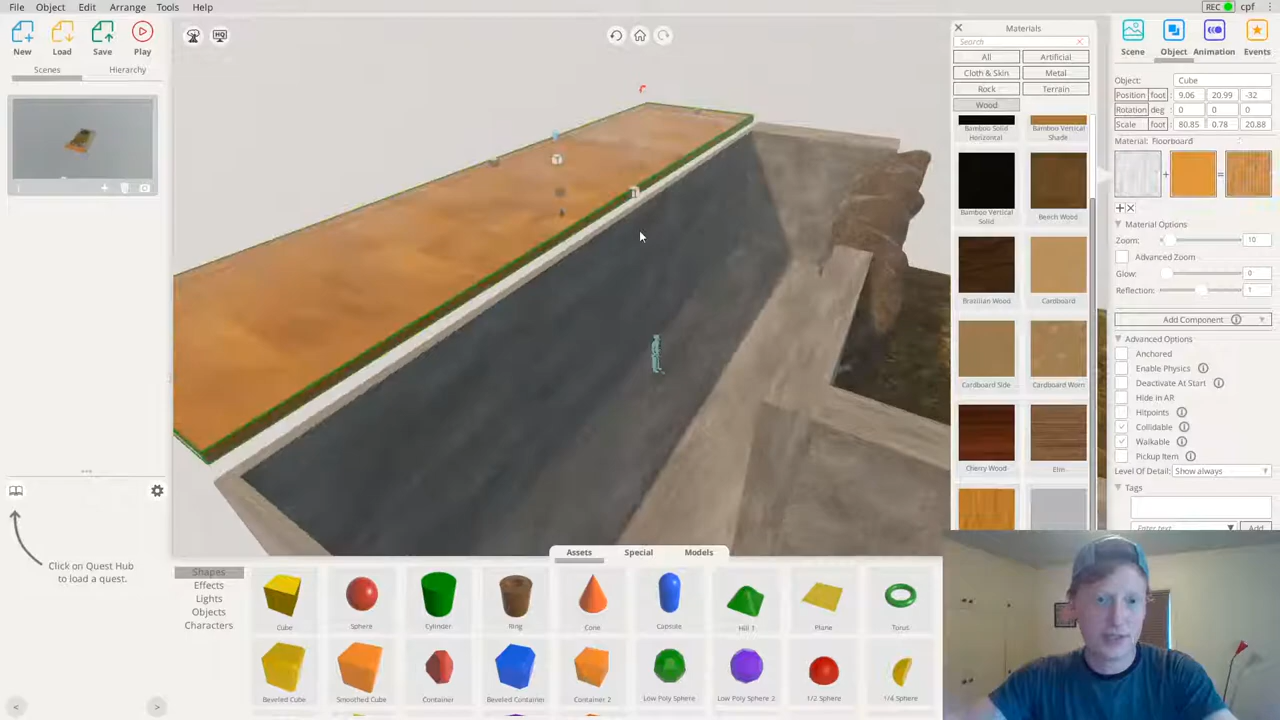 File Object Edit Arrange Tools Help
REC cpf
New Load Save Play
Scenes Hierarchy
HQ
Click on Quest Hub
to load a quest.
Materials
Search
All Artificial
Cloth & Skin Metal
Rock Terrain
Wood
Bamboo Solid Horizontal
Bamboo Vertical Shade
Bamboo Vertical Solid
Beech Wood
Brazilian Wood Cardboard
Cardboard Side Cardboard Worn
Cherry Wood Elm
Scene Object Animation Events
Object: Cube
Position foot 9.06 20.99 -32
Rotation deg 0 0 0
Scale foot 80.85 0.78 20.88
Material: Floorboard
+ =
Material Options
Zoom: 10
Advanced Zoom
Glow: 0
Reflection: 1
Add Component
Advanced Options
Anchored
Enable Physics
Deactivate At Start
Hide in AR
Hitpoints
Collidable
Walkable
Pickup Item
Level Of Detail: Show always
Tags
Enter text Add
Assets Special Models
Shapes
Effects
Lights
Objects
Characters
Cube Sphere Cylinder Ring Cone Capsule Hill 1 Plane Torus
Beveled Cube Smoothed Cube Container Beveled Container Container 2 Low Poly Sphere Low Poly Sphere 2 1/2 Sphere 1/4 Sphere